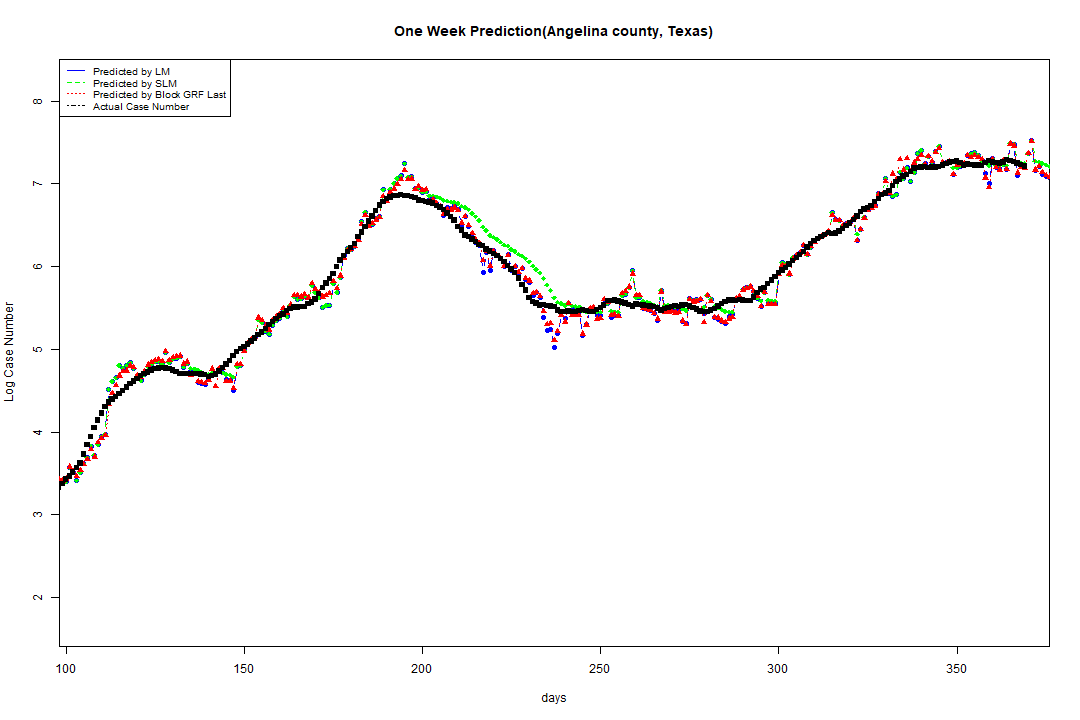 One Week Prediction(Angelina county, Texas)
Predicted by LM
Predicted by SLM
Predicted by Block GRF Last
Actual Case Number
8
7
6
5
4
3
2
Log Case Number
100 150 200 250 300 350
days